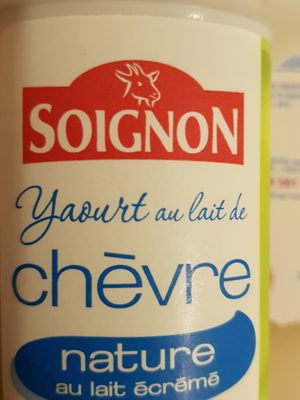 SOIGNON
Yaourt au lait de
chèvre
nature
au lait écrémé